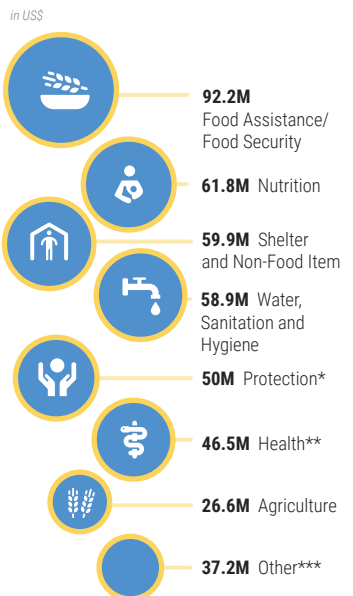 in US$
92.2M
Food Assistance/
Food Security
61.8M Nutrition
59.9M Shelter
and Non-Food Item
58.9M Water,
Sanitation and
Hygiene
50M Protection*
46.5M Health**
26.6M Agriculture
37.2M Other***